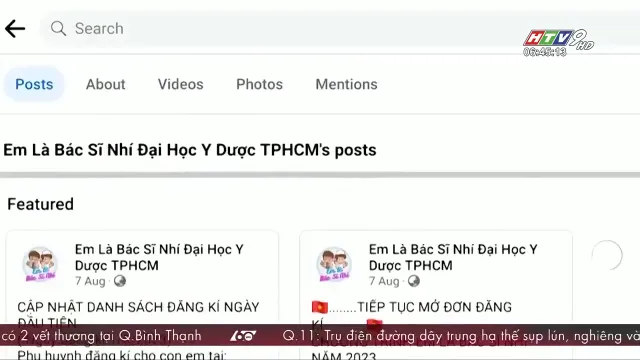 Search
HTV9 HD
06:45:13
Posts
About
Videos
Photos
Mentions
Em Là Bác Sĩ Nhí Đại Học Y Dược TPHCM's posts
Featured
Em Là Bác Sĩ Nhí Đại Học Y
Dược TPHCM
7 Aug ·
CẬP NHẬT DANH SÁCH ĐĂNG KÍ NGÀY
ĐẦU TIÊN
Phụ huynh đăng kí cho con em tại:
Em Là Bác Sĩ Nhí Đại Học Y
Dược TPHCM
7 Aug ·
........TIẾP TỤC MỞ ĐƠN ĐĂNG
KÍ
NĂM 2023
có 2 vết thương tại Q.Bình Thạnh
60
Q.11: Trụ điện đường dây trung hạ thế sụp lún, nghiêng và